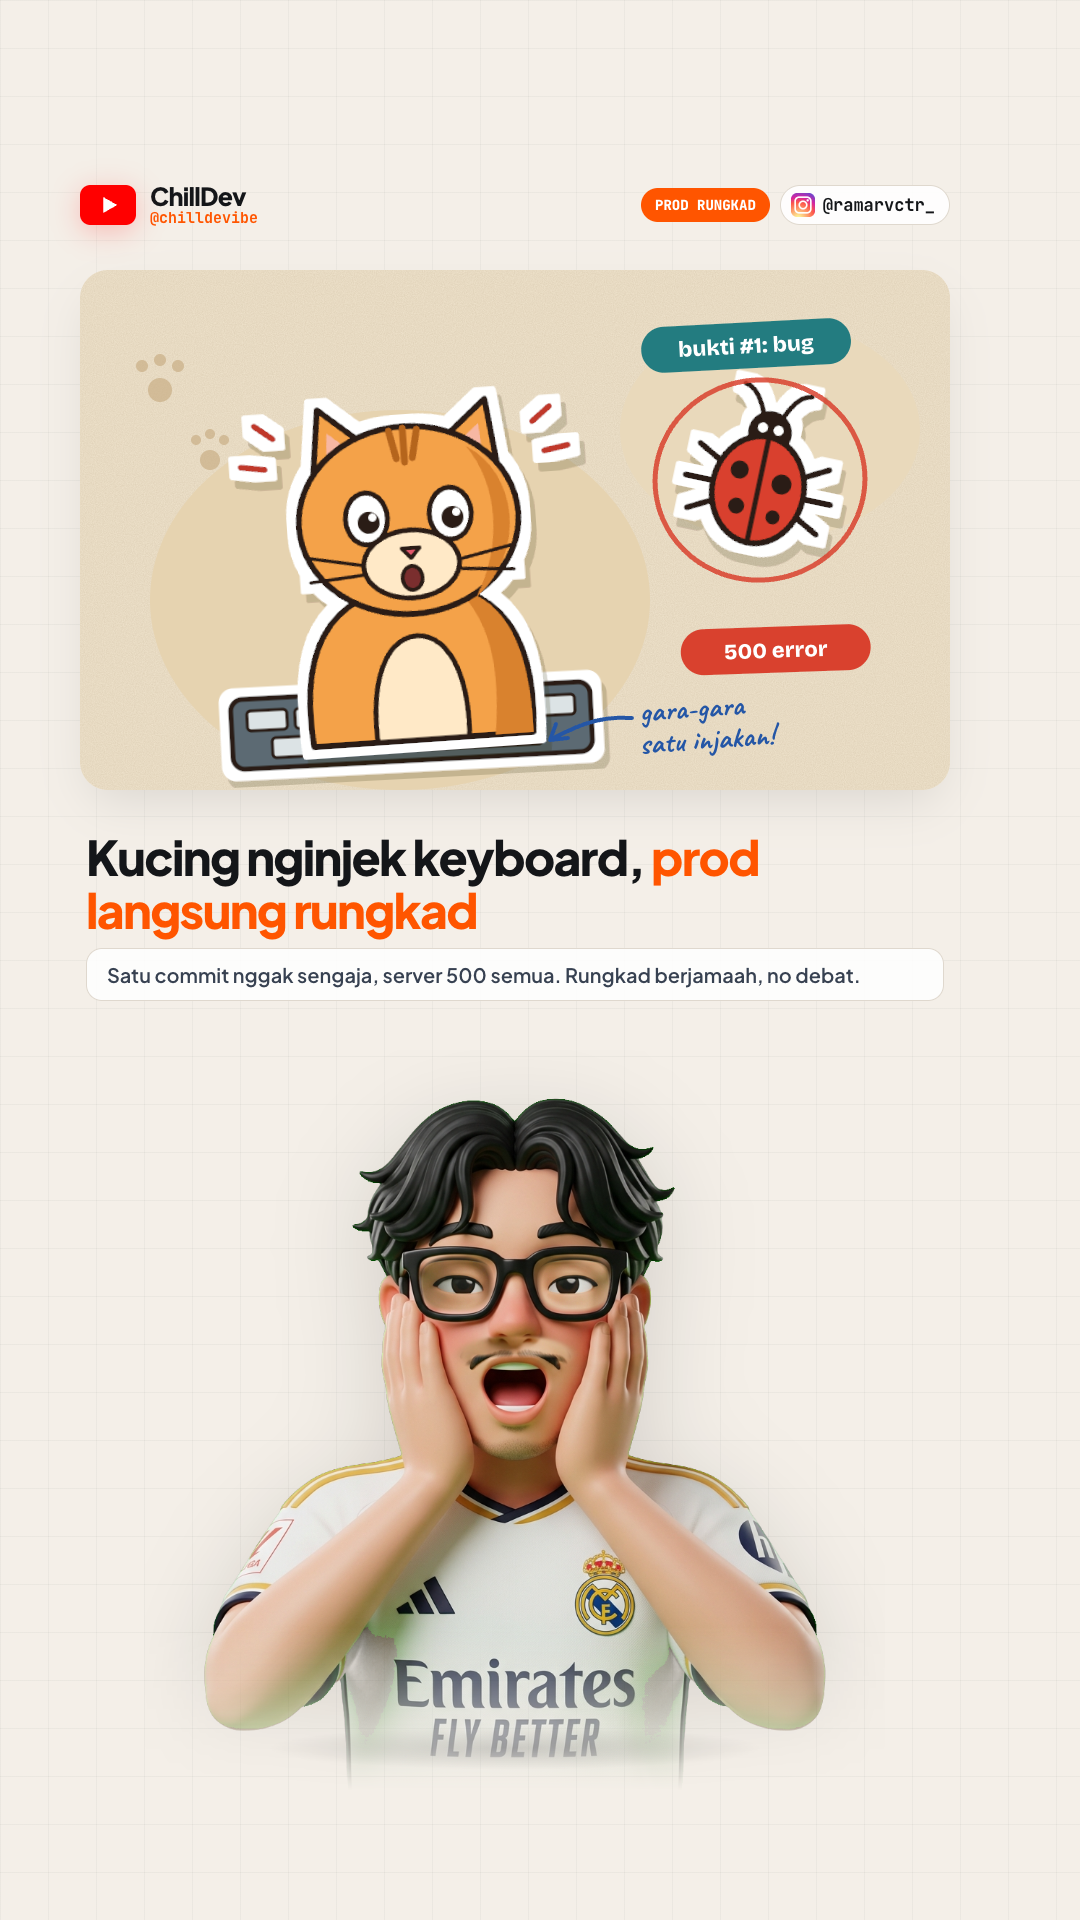 ChillDev
@chilldevibe
PROD RUNGKAD
@ramarvctr_
bukti #1: bug
500 error
gara-gara
satu injakan!
Kucing nginjek keyboard, prod
langsung rungkad
Satu commit nggak sengaja, server 500 semua. Rungkad berjamaah, no debat.
Emirates
FLY BETTER